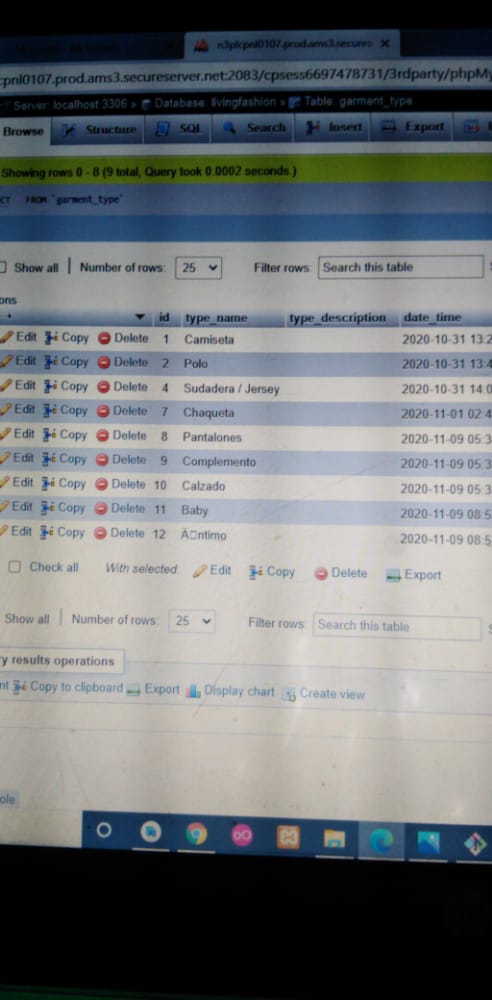 n3plcpnl0107.prod.ams3.secures
cpnl0107.prod.ams3.secureserver.net:2083/cpsess6697478731/3rdparty/phpMy
Server: localhost:3306 » Database: livingfashion » Table: garment_type
Browse Structure SQL Search Insert Export
Showing rows 0 - 8 (9 total, Query took 0.0002 seconds.)
CT FROM `garment_type`
Show all Number of rows: 25 Filter rows: Search this table
ons
id type_name type_description date_time
Edit Copy Delete 1 Camiseta 2020-10-31 13:2
Edit Copy Delete 2 Polo 2020-10-31 13:4
Edit Copy Delete 4 Sudadera / Jersey 2020-10-31 14:0
Edit Copy Delete 7 Chaqueta 2020-11-01 02:4
Edit Copy Delete 8 Pantalones 2020-11-09 05:3
Edit Copy Delete 9 Complemento 2020-11-09 05:3
Edit Copy Delete 10 Calzado 2020-11-09 05:3
Edit Copy Delete 11 Baby 2020-11-09 08:5
Edit Copy Delete 12 Ã□ntimo 2020-11-09 08:5
Check all With selected: Edit Copy Delete Export
Show all Number of rows: 25 Filter rows: Search this table
ry results operations
nt Copy to clipboard Export Display chart Create view
ole